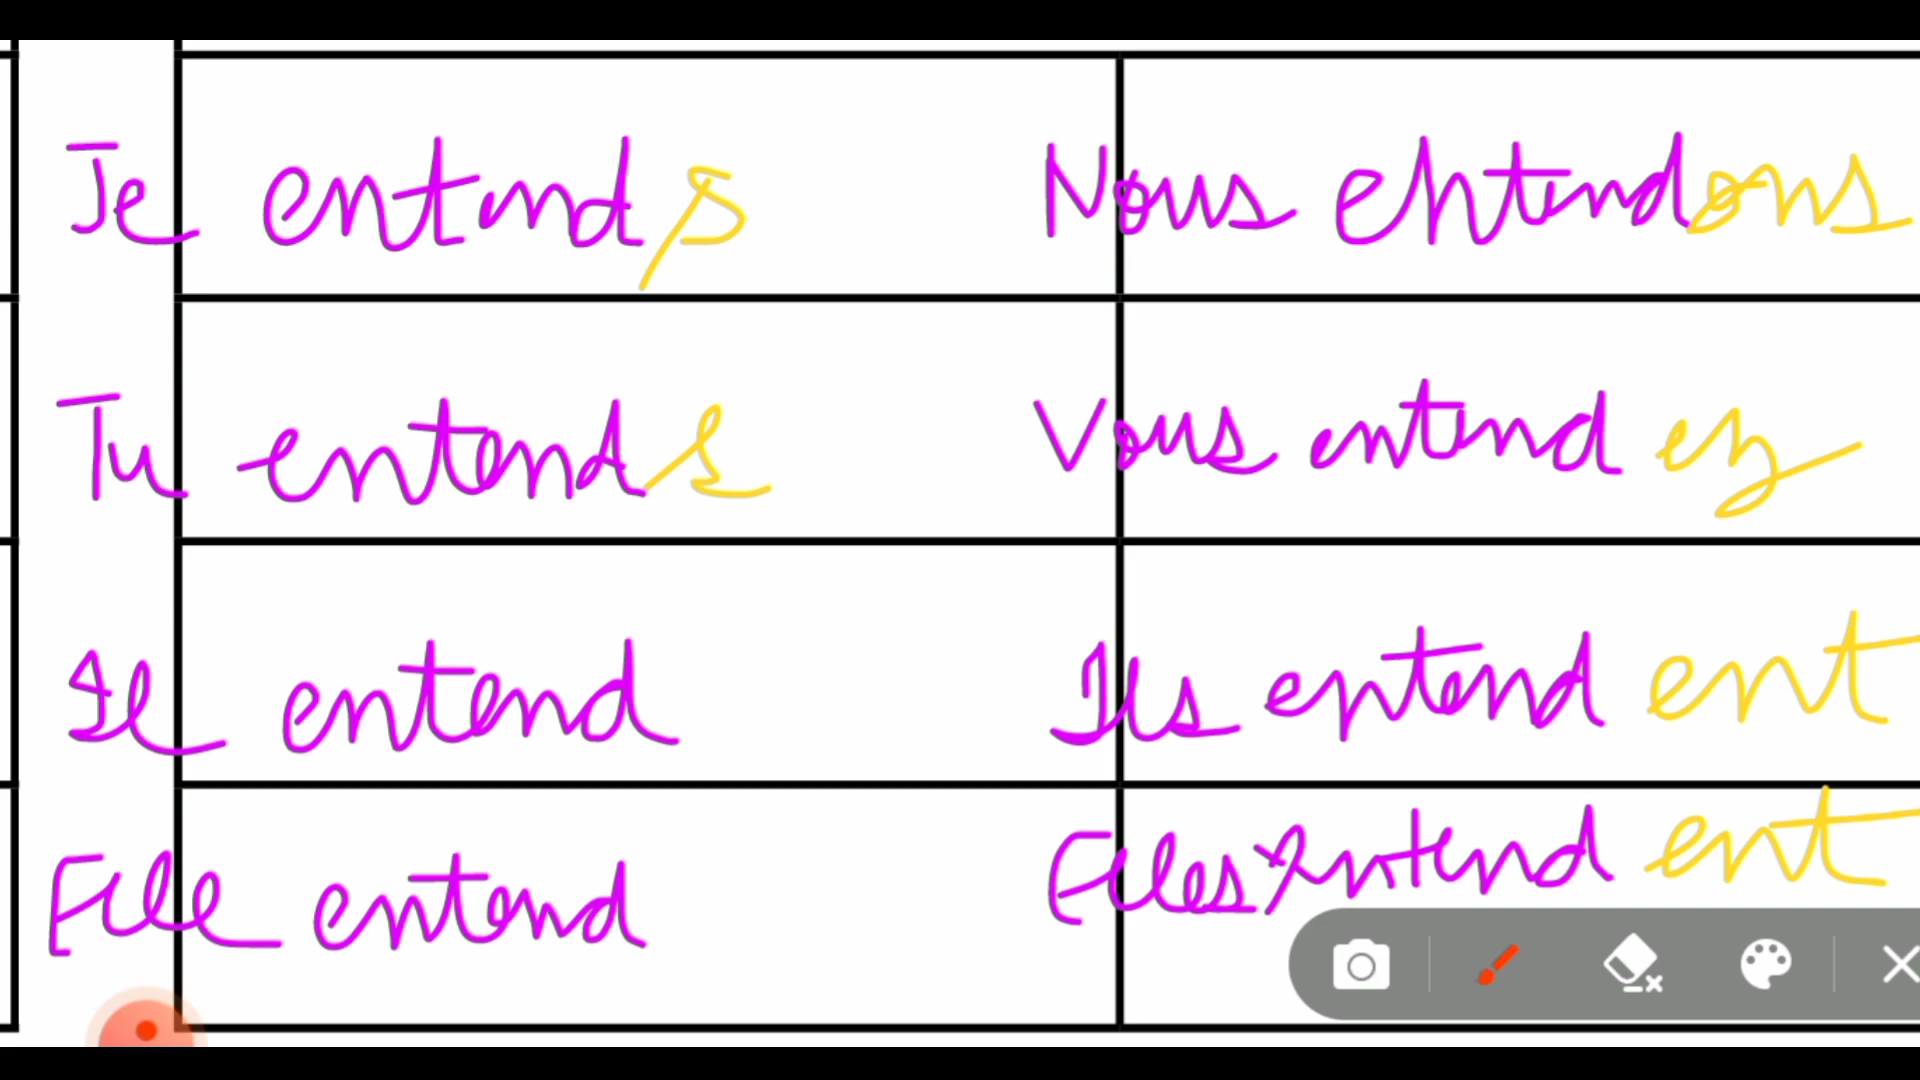 Je entends Nous entendons
Tu entends Vous entendez
Il entend Ils entendent
Elle entend Elles entendent